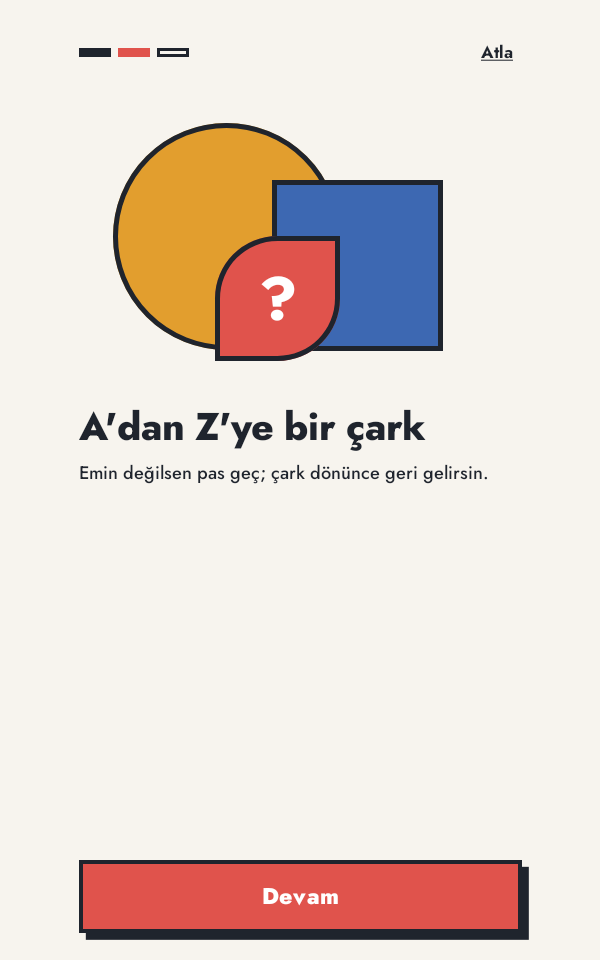 Atla
?
A'dan Z'ye bir çark
Emin değilsen pas geç; çark dönünce geri gelirsin.
Devam